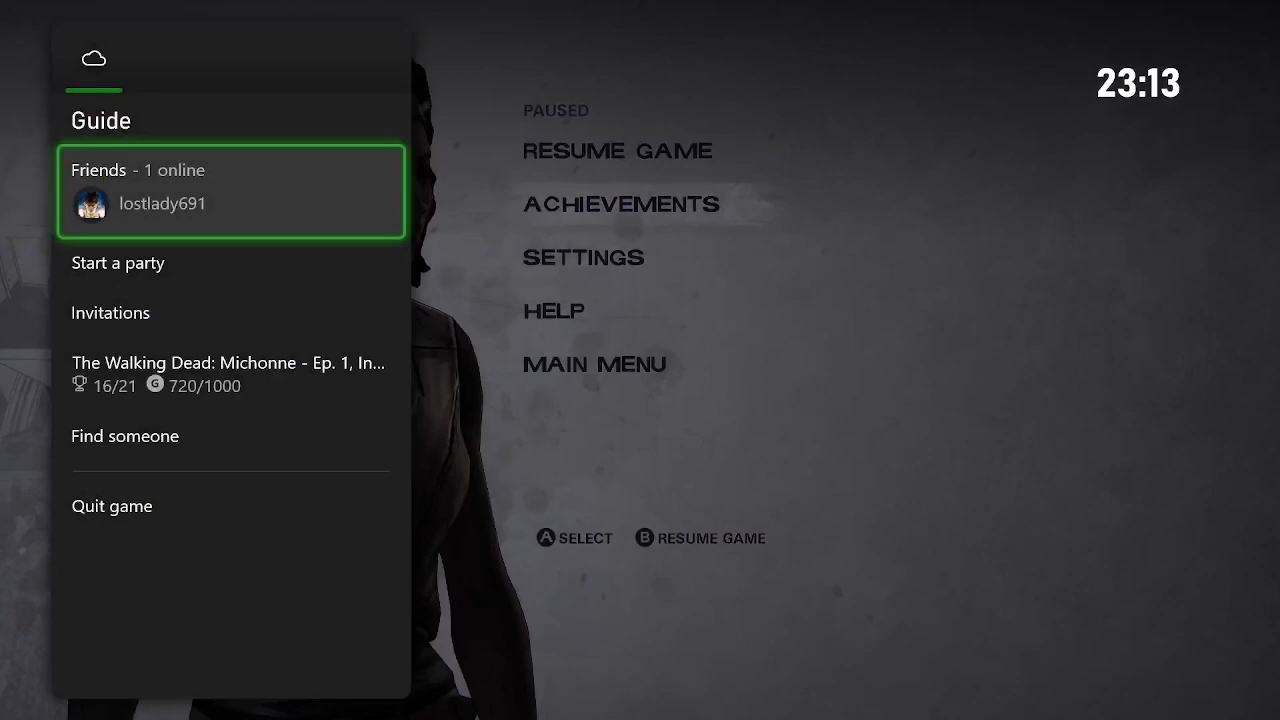 23:13
Guide
Friends - 1 online
lostlady691
Start a party
Invitations
The Walking Dead: Michonne - Ep. 1, In...
16/21 G 720/1000
Find someone
Quit game
PAUSED
RESUME GAME
ACHIEVEMENTS
SETTINGS
HELP
MAIN MENU
A SELECT B RESUME GAME